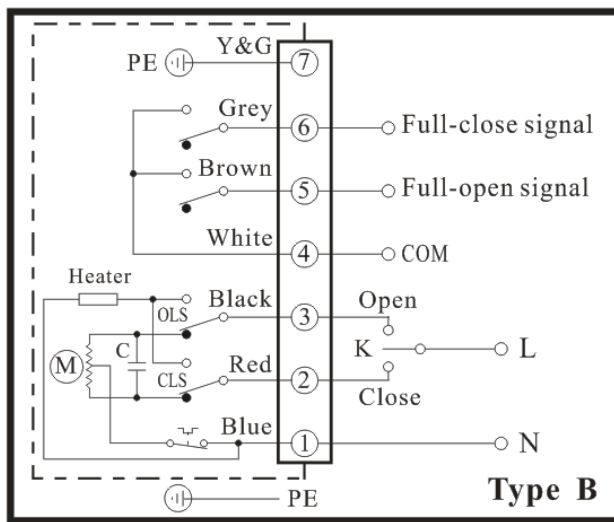 Y&G
PE 7
Grey
6 Full-close signal
Brown
5 Full-open signal
White
4 COM
Heater
OLS Black 3 Open
M C K L
CLS Red 2 Close
Blue
1 N
PE
Type B